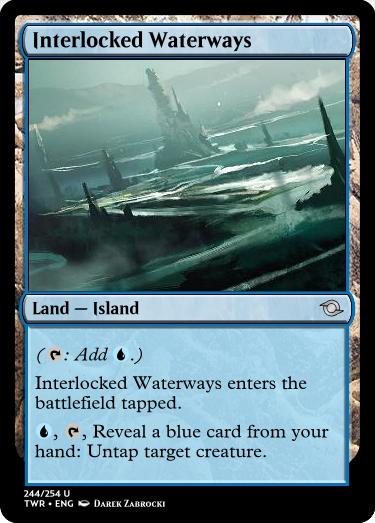 Interlocked Waterways
Land — Island
( : Add .)
Interlocked Waterways enters the
battlefield tapped.
, , Reveal a blue card from your
hand: Untap target creature.
244/254 U
TWR • ENG Darek Zabrocki